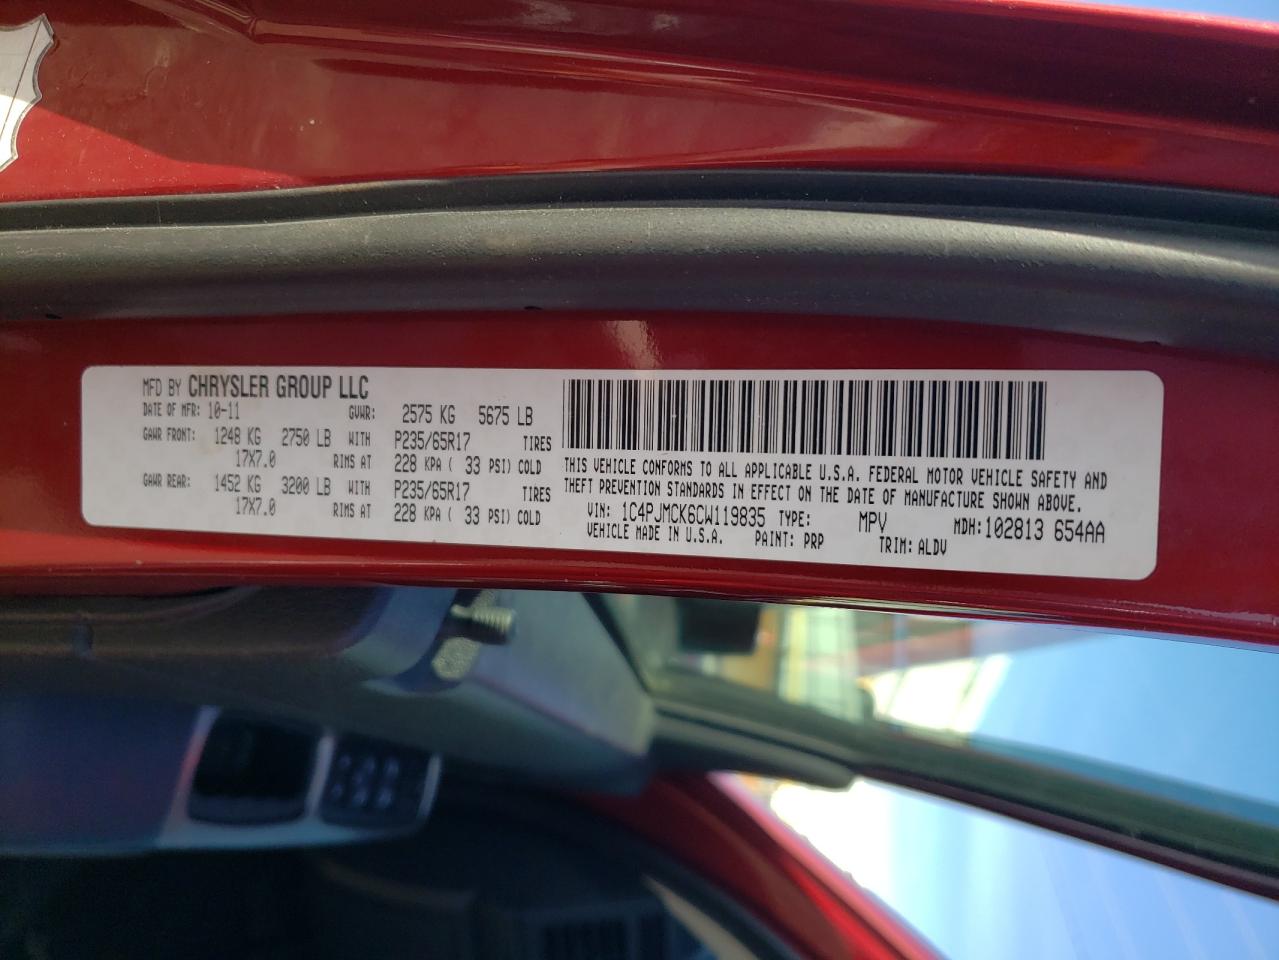 MFD BY CHRYSLER GROUP LLC
DATE OF MFR: 10-11 GVWR: 2575 KG 5675 LB
GAWR FRONT: 1248 KG 2750 LB WITH P235/65R17 TIRES
17X7.0 RIMS AT 228 KPA ( 33 PSI) COLD
GAWR REAR: 1452 KG 3200 LB WITH P235/65R17 TIRES
17X7.0 RIMS AT 228 KPA ( 33 PSI) COLD
THIS VEHICLE CONFORMS TO ALL APPLICABLE U.S.A. FEDERAL MOTOR VEHICLE SAFETY AND
THEFT PREVENTION STANDARDS IN EFFECT ON THE DATE OF MANUFACTURE SHOWN ABOVE.
VIN: 1C4PJMCK6CW119835 TYPE: MPV MDH: 102813 654AA
VEHICLE MADE IN U.S.A. PAINT: PRP TRIM: ALDV